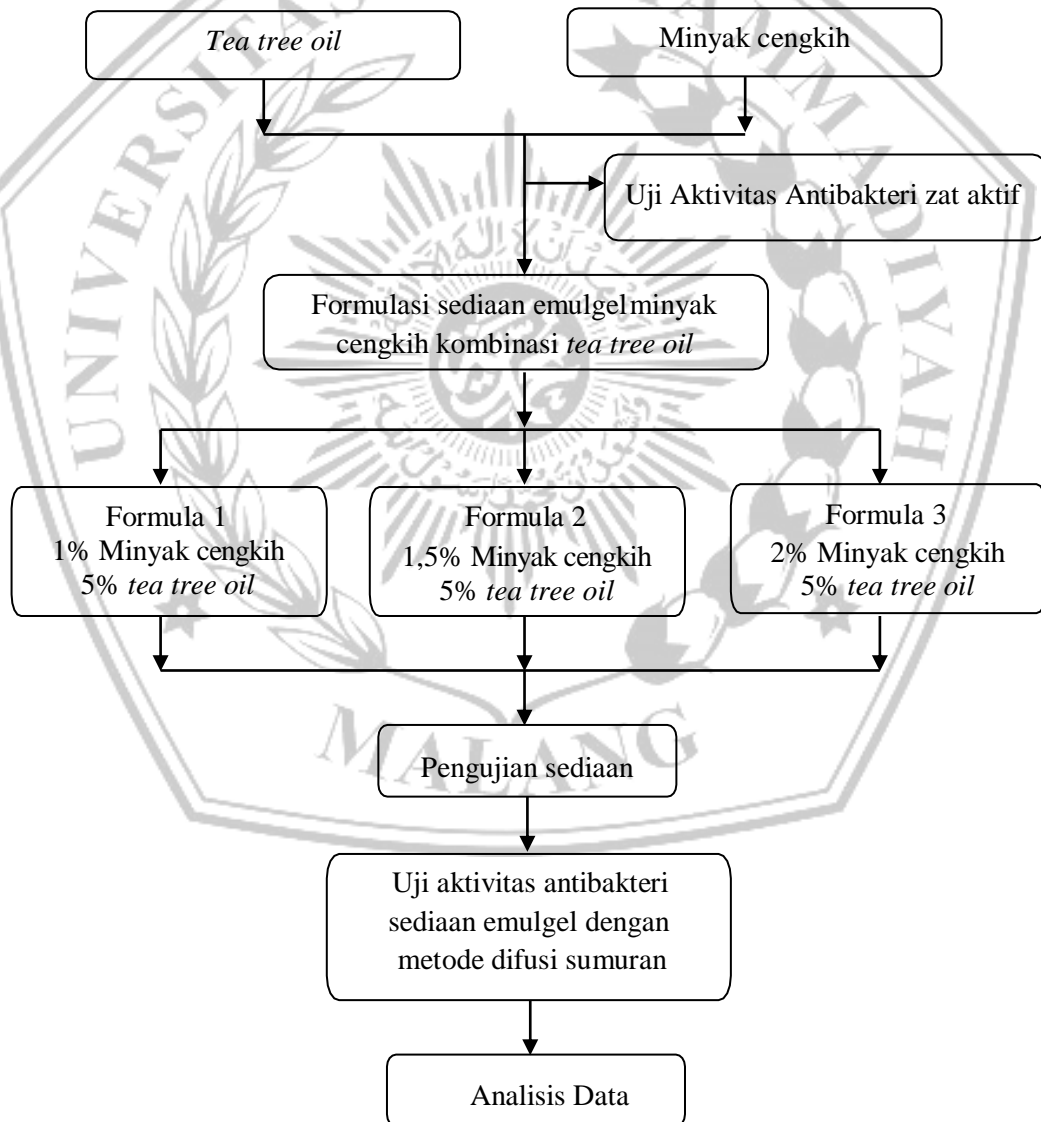 Tea tree oil
Minyak cengkih
Uji Aktivitas Antibakteri zat aktif
Formulasi sediaan emulgel minyak
cengkih kombinasi tea tree oil
Formula 1
1% Minyak cengkih
5% tea tree oil
Formula 2
1,5% Minyak cengkih
5% tea tree oil
Formula 3
2% Minyak cengkih
5% tea tree oil
Pengujian sediaan
Uji aktivitas antibakteri
sediaan emulgel dengan
metode difusi sumuran
Analisis Data
MALANG